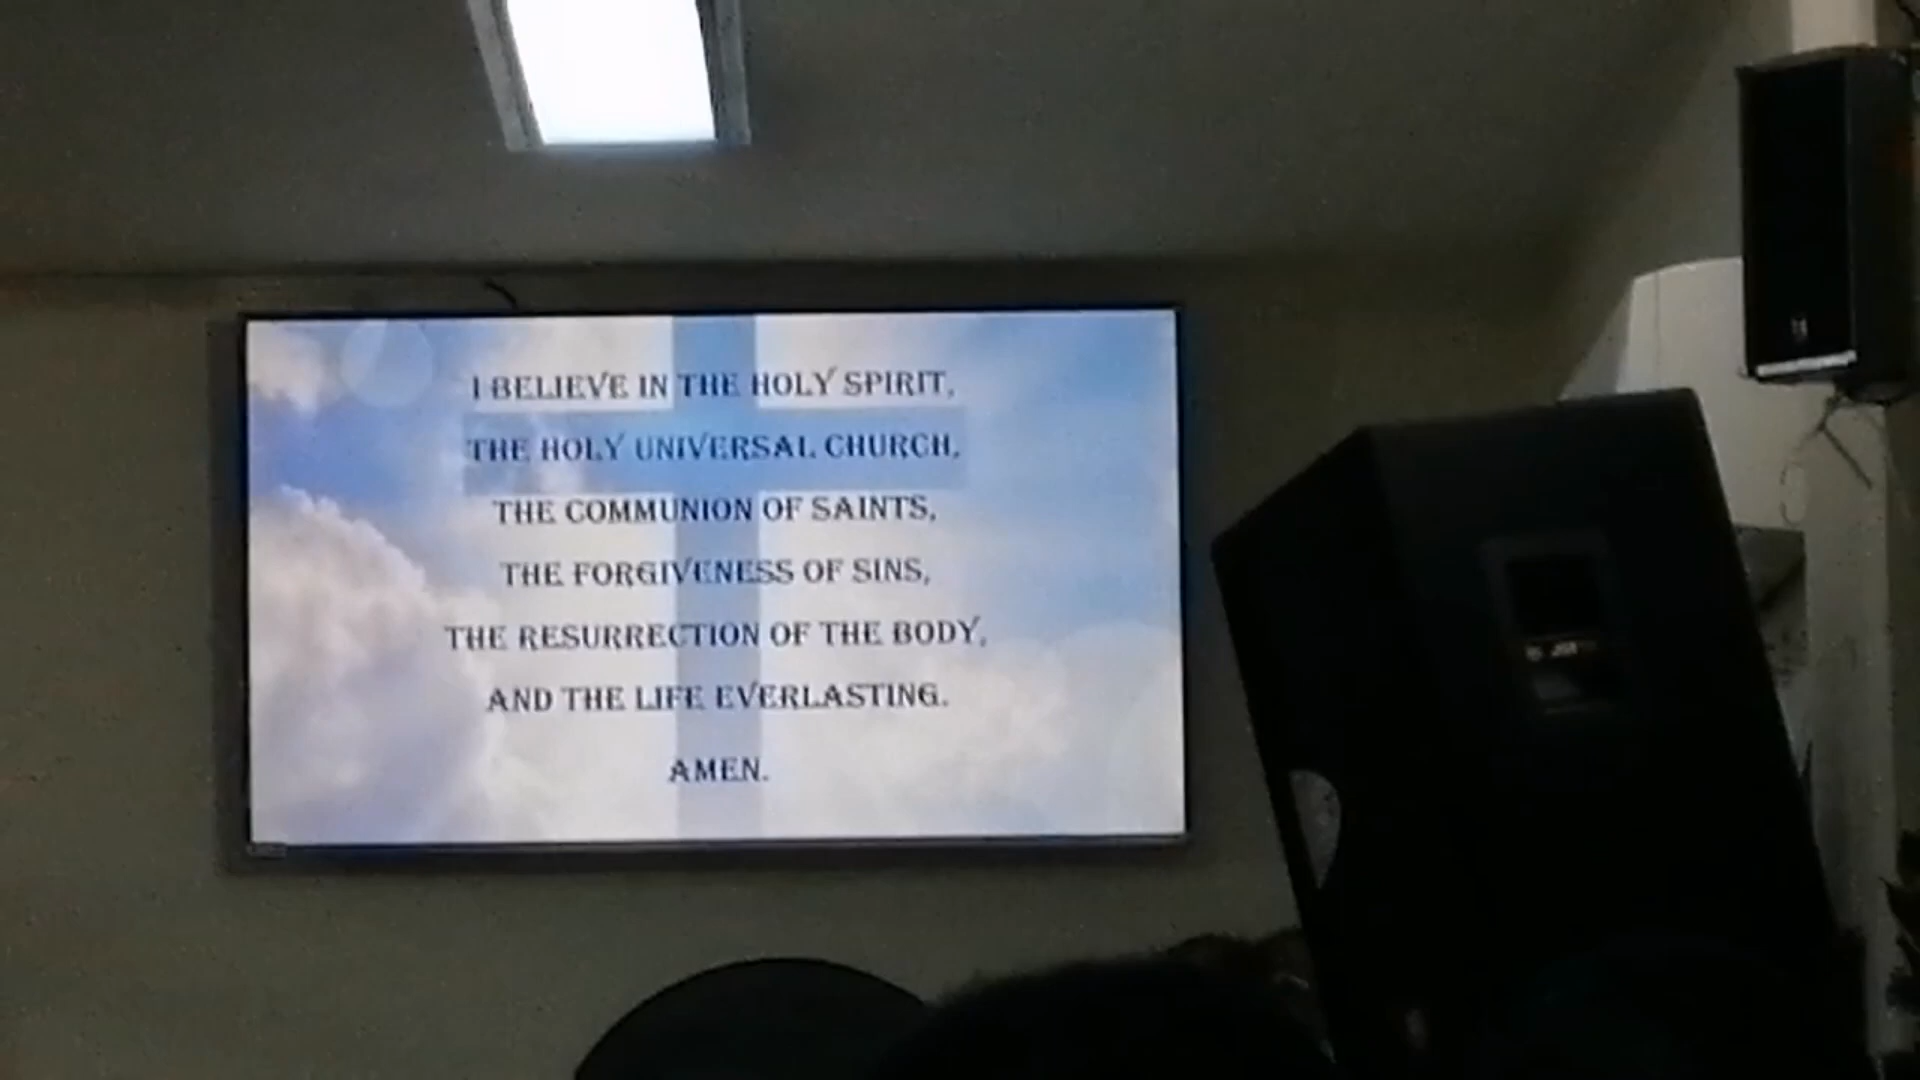 I BELIEVE IN THE HOLY SPIRIT,
THE HOLY UNIVERSAL CHURCH,
THE COMMUNION OF SAINTS,
THE FORGIVENESS OF SINS,
THE RESURRECTION OF THE BODY,
AND THE LIFE EVERLASTING.
AMEN.